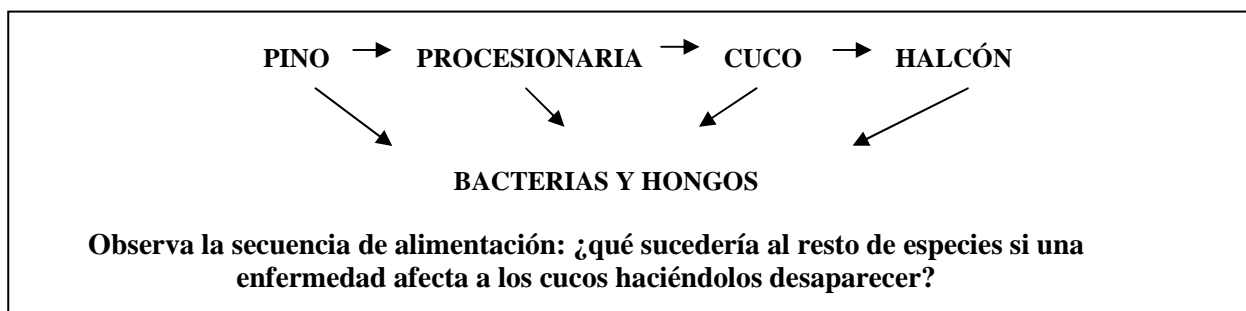 PINO PROCESIONARIA CUCO HALCÓN
BACTERIAS Y HONGOS
Observa la secuencia de alimentación: ¿qué sucedería al resto de especies si una
enfermedad afecta a los cucos haciéndolos desaparecer?